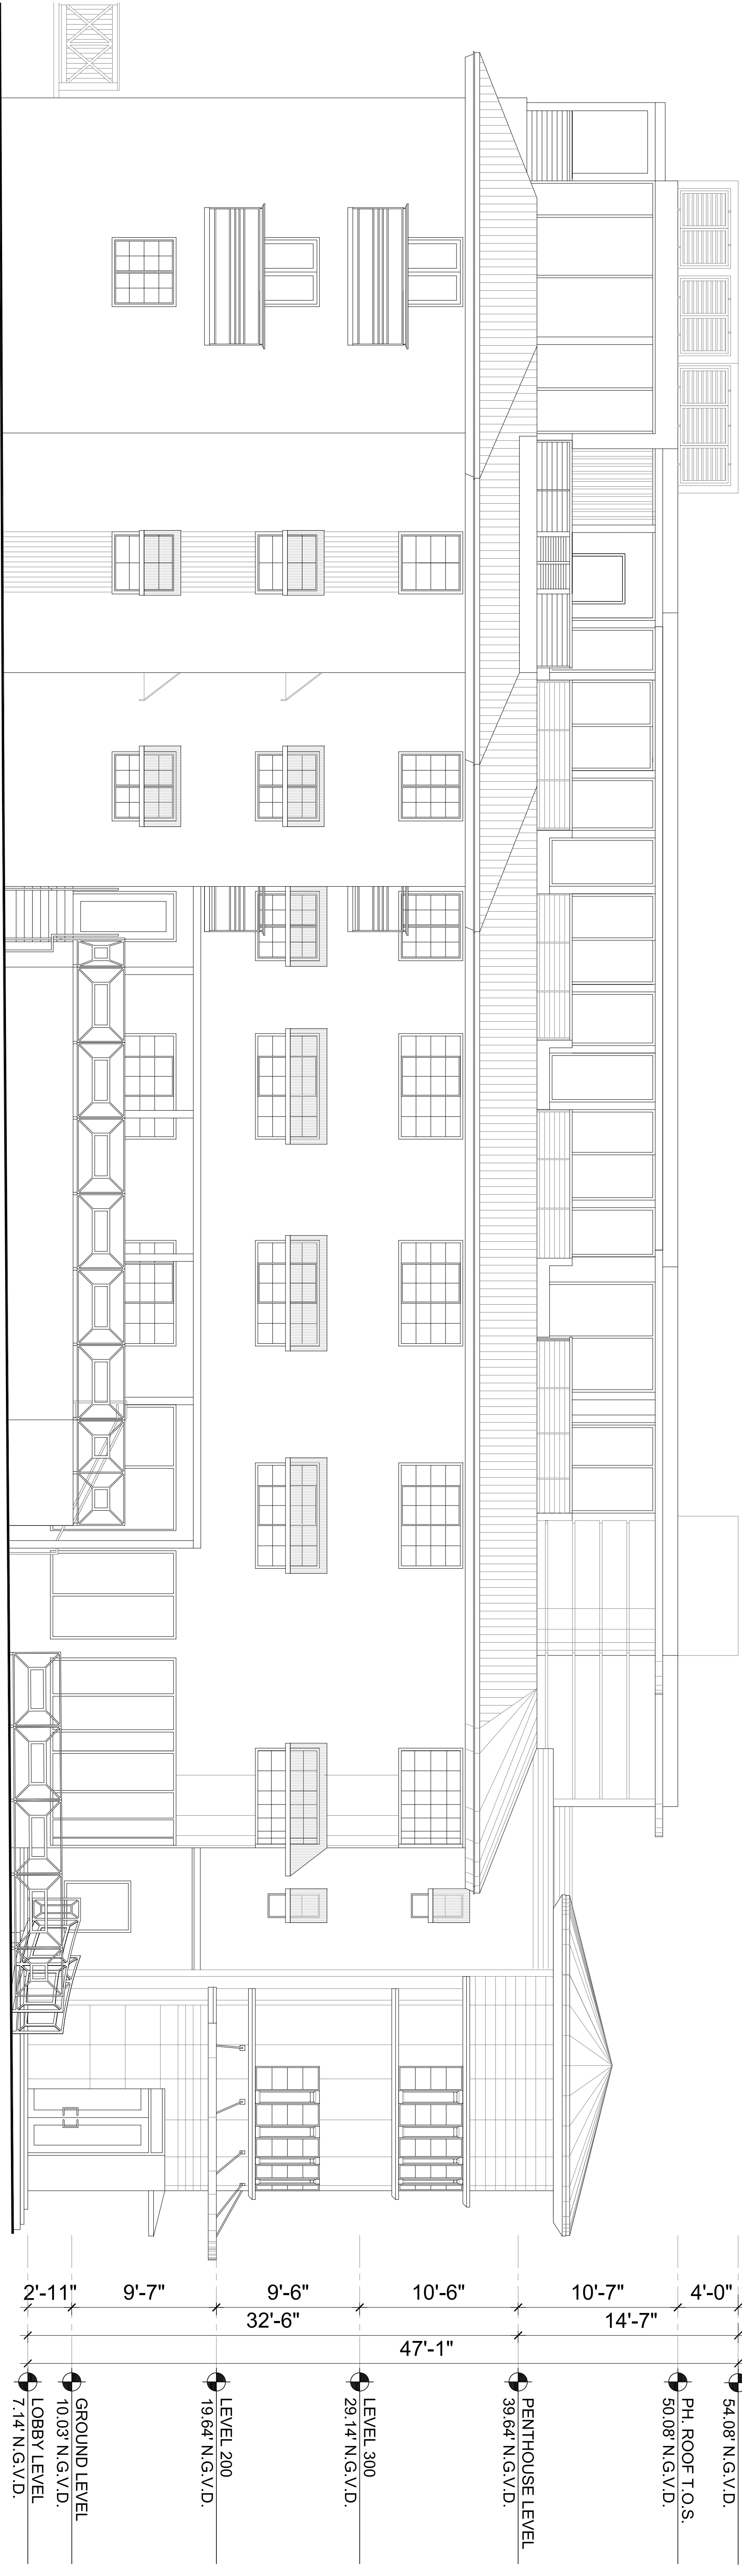 2'-11"
9'-7"
9'-6"
10'-6"
10'-7"
4'-0"
32'-6"
14'-7"
47'-1"
54.08' N.G.V.D.
PH. ROOF T.O.S.
50.08' N.G.V.D.
PENTHOUSE LEVEL
39.64' N.G.V.D.
LEVEL 300
29.14' N.G.V.D.
LEVEL 200
19.64' N.G.V.D.
GROUND LEVEL
10.03' N.G.V.D.
LOBBY LEVEL
7.14' N.G.V.D.